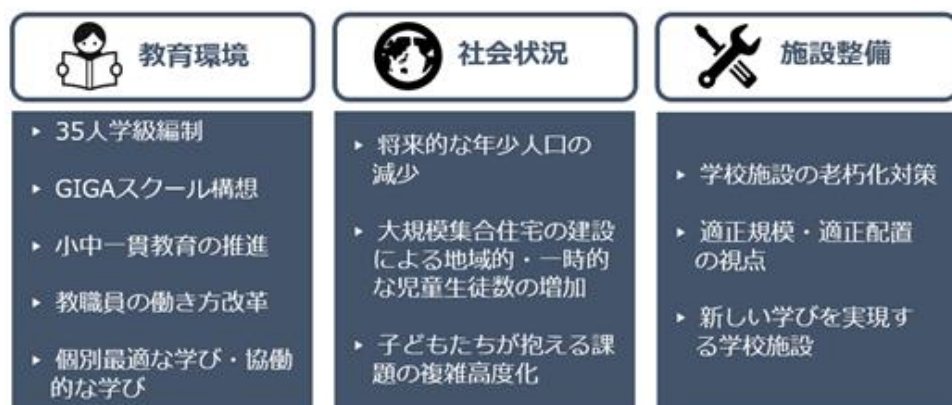 教育環境
▸ 35人学級編制
▸ GIGAスクール構想
▸ 小中一貫教育の推進
▸ 教職員の働き方改革
▸ 個別最適な学び・協働
的な学び
社会状況
▸ 将来的な年少人口の
減少
▸ 大規模集合住宅の建設
による地域的・一時的
な児童生徒数の増加
▸ 子どもたちが抱える課
題の複雑高度化
施設整備
▸ 学校施設の老朽化対策
▸ 適正規模・適正配置
の視点
▸ 新しい学びを実現す
る学校施設